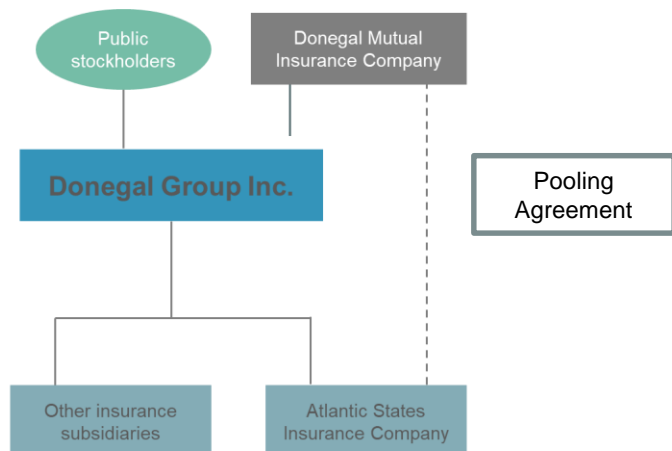 Public
stockholders
Donegal Mutual
Insurance Company
Donegal Group Inc.
Pooling
Agreement
Other insurance
subsidiaries
Atlantic States
Insurance Company